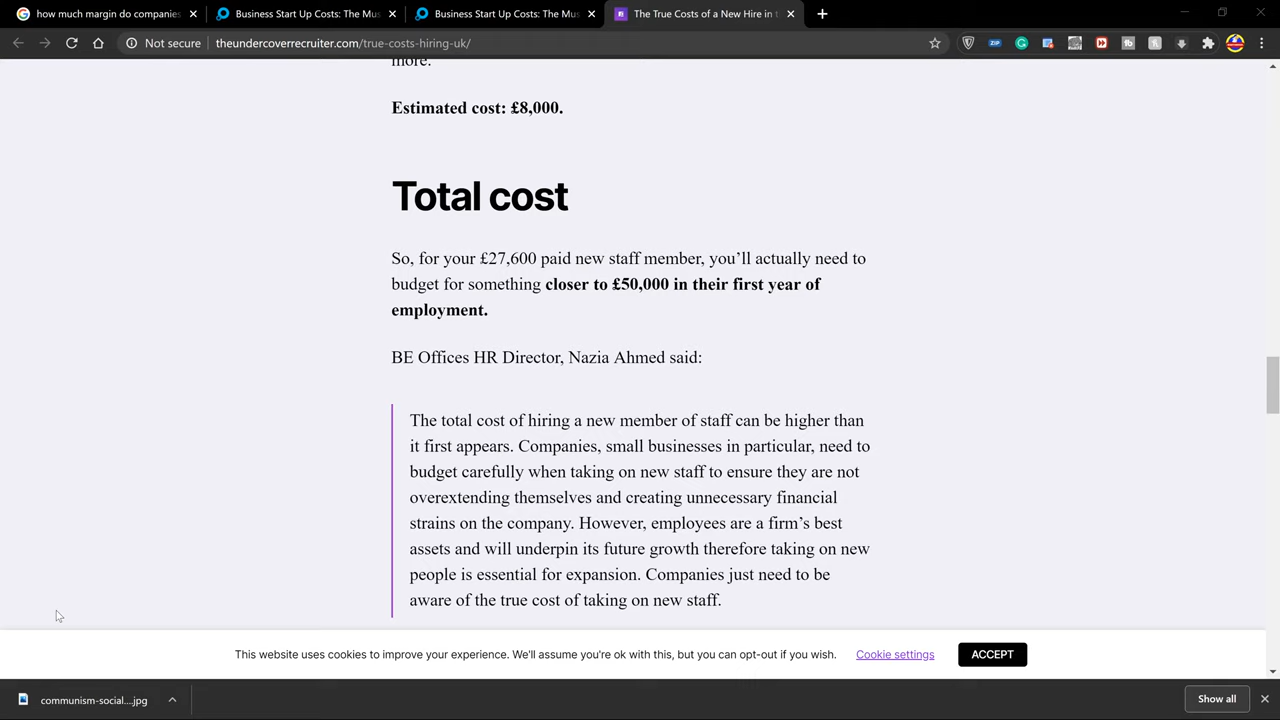 how much margin do companies
Business Start Up Costs: The Mus
Business Start Up Costs: The Mus
The True Costs of a New Hire in t
Not secure
theundercoverrecruiter.com/true-costs-hiring-uk/
more.
Estimated cost: £8,000.
Total cost
So, for your £27,600 paid new staff member, you’ll actually need to
budget for something closer to £50,000 in their first year of
employment.
BE Offices HR Director, Nazia Ahmed said:
The total cost of hiring a new member of staff can be higher than
it first appears. Companies, small businesses in particular, need to
budget carefully when taking on new staff to ensure they are not
overextending themselves and creating unnecessary financial
strains on the company. However, employees are a firm’s best
assets and will underpin its future growth therefore taking on new
people is essential for expansion. Companies just need to be
aware of the true cost of taking on new staff.
This website uses cookies to improve your experience. We'll assume you're ok with this, but you can opt-out if you wish.
Cookie settings
ACCEPT
communism-social....jpg
Show all